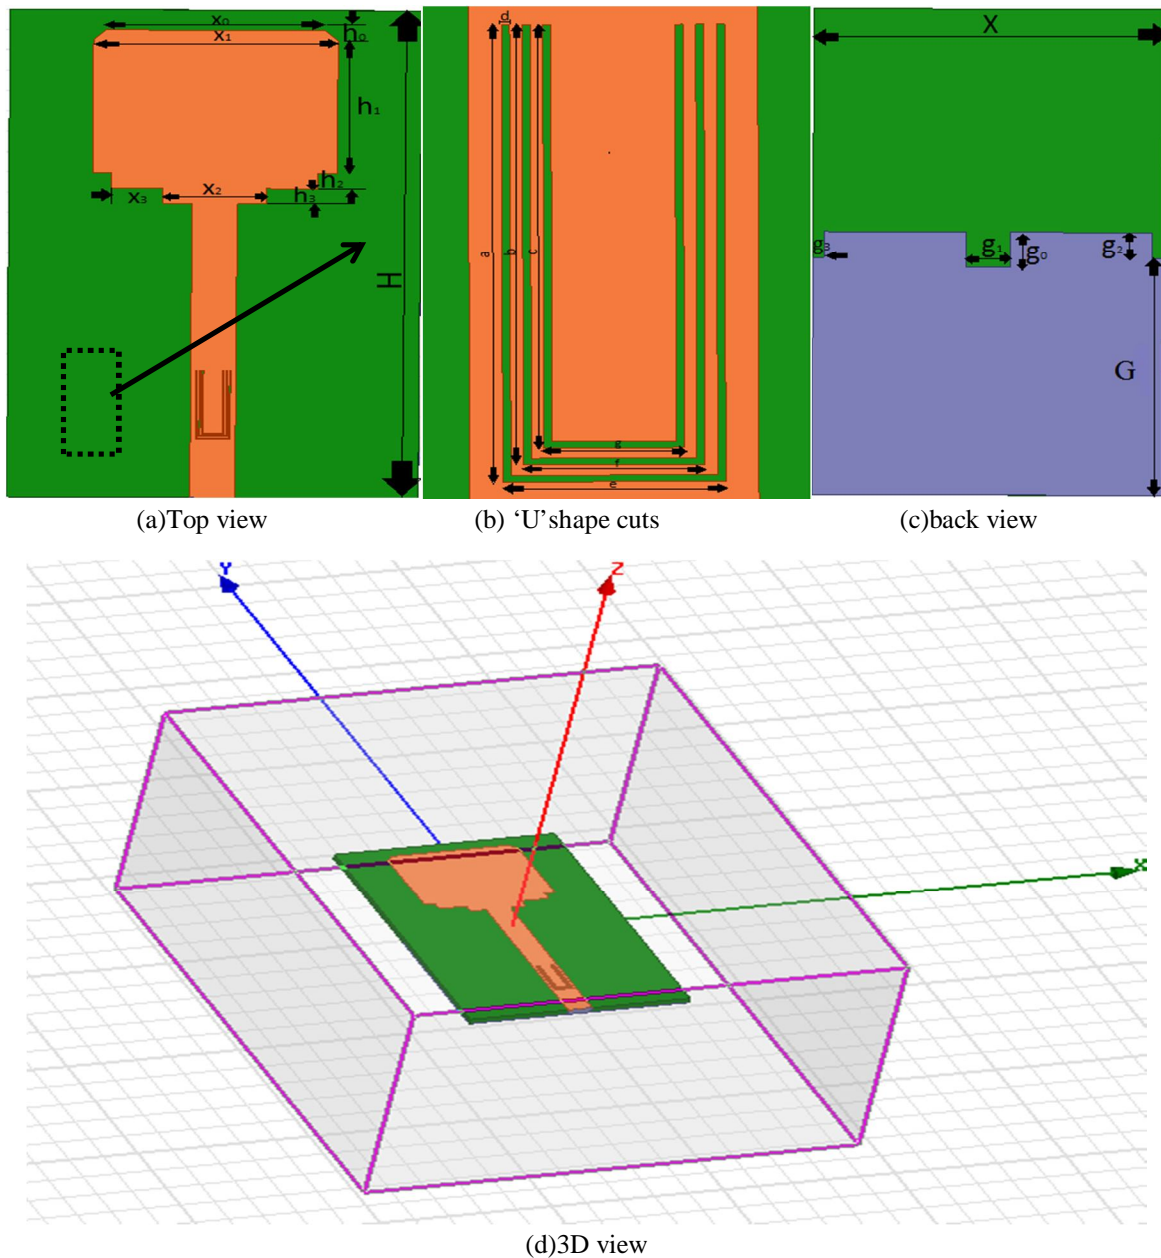 x₀
h₀
x₁
h₁
h₂
x₃
x₂
h₃
H
d
a
b
c
g
f
e
X
g₃
g₁
g₀
g₂
G
(a)Top view
(b) ‘U’shape cuts
(c)back view
Y
Z
X
(d)3D view